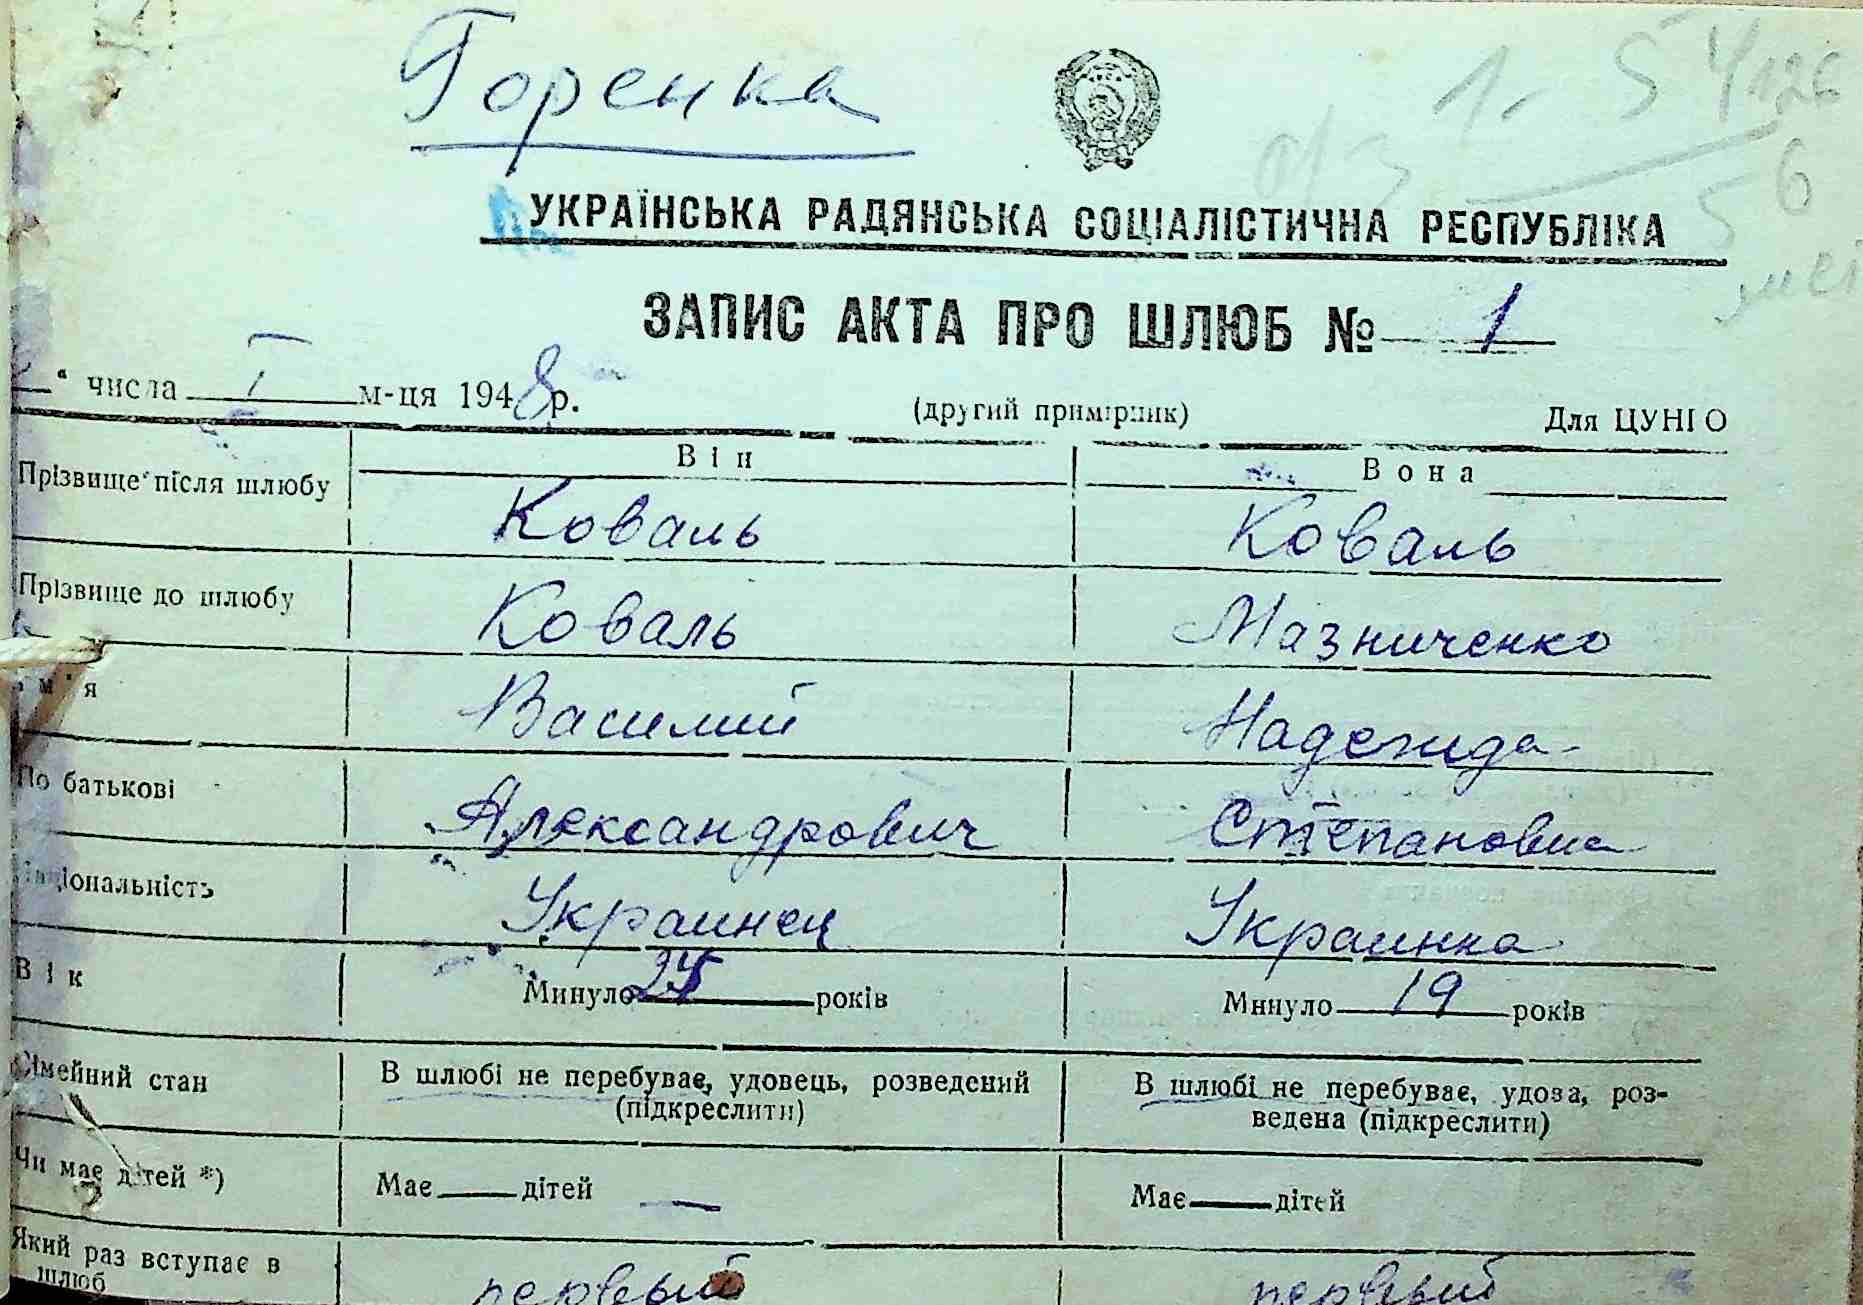 Горенка
УКРАЇНСЬКА РАДЯНСЬКА СОЦІАЛІСТИЧНА РЕСПУБЛІКА
ЗАПИС АКТА ПРО ШЛЮБ № 1
" числа I м-ця 1948 р. (другий примірник) Для ЦУНГО
Він Вона
Прізвище після шлюбу Коваль Коваль
Прізвище до шлюбу Коваль Мазниченко
м'я Василий Надежда
По батькові Александрович Степановна
Національність Украинец Украинка
Вік Минуло років Минуло 19 років
Сімейний стан В шлюбі не перебуває, удовець, розведений (підкреслити) В шлюбі не перебуває, удова, роз-
ведена (підкреслити)
Чи має дітей *) Має — дітей — Має — дітей
Який раз вступає в шлюб первый первый